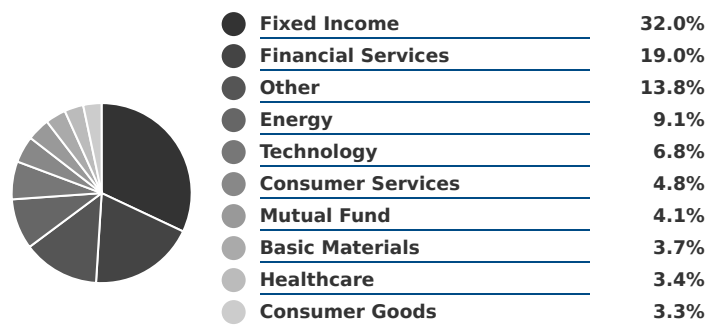 Fixed Income 32.0%
Financial Services 19.0%
Other 13.8%
Energy 9.1%
Technology 6.8%
Consumer Services 4.8%
Mutual Fund 4.1%
Basic Materials 3.7%
Healthcare 3.4%
Consumer Goods 3.3%